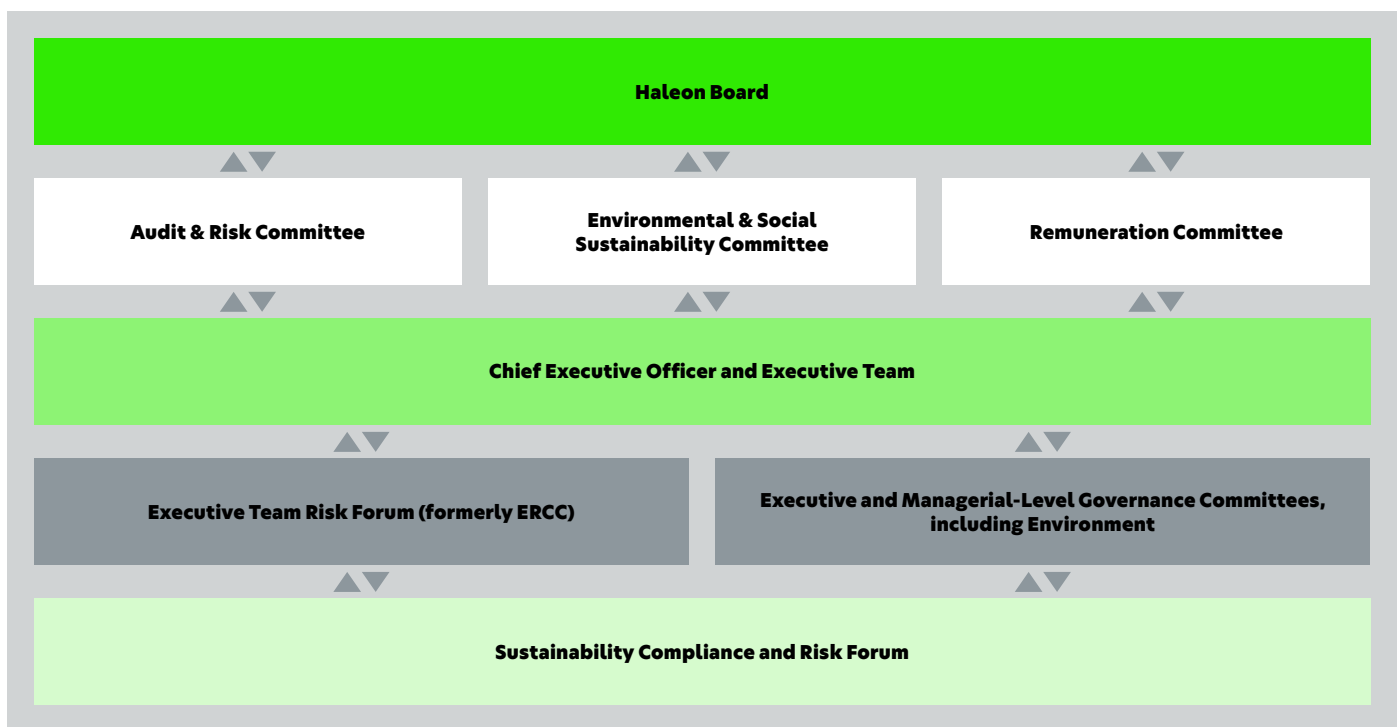 Haleon Board
Audit & Risk Committee
Environmental & Social
Sustainability Committee
Remuneration Committee
Chief Executive Officer and Executive Team
Executive Team Risk Forum (formerly ERCC)
Executive and Managerial-Level Governance Committees,
including Environment
Sustainability Compliance and Risk Forum